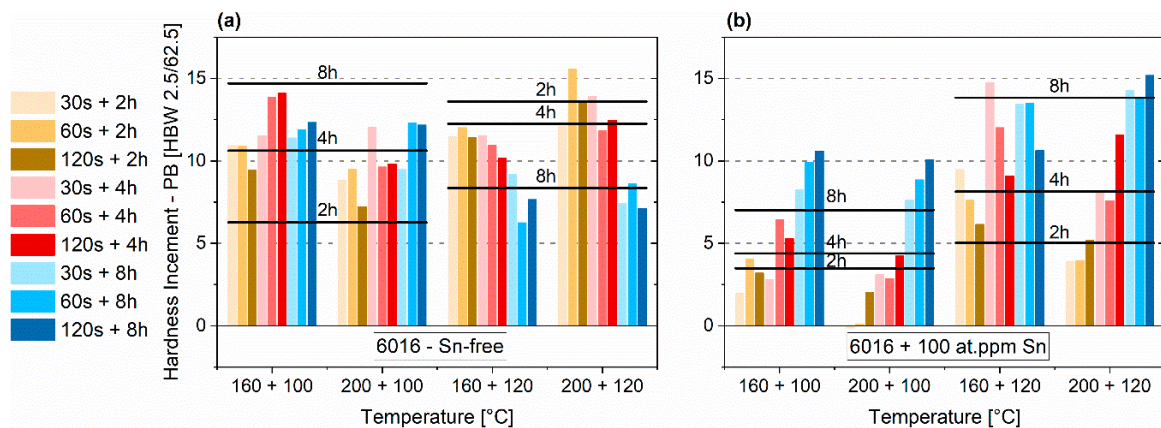 (a)
(b)
Hardness Increment - PB [HBW 2.5/62.5]
30s + 2h
60s + 2h
120s + 2h
30s + 4h
60s + 4h
120s + 4h
30s + 8h
60s + 8h
120s + 8h
15
10
5
0
8h
4h
2h
2h
4h
8h
6016 - Sn-free
160 + 100
200 + 100
160 + 120
200 + 120
Temperature [°C]
15
10
5
0
8h
4h
2h
8h
4h
2h
6016 + 100 at.ppm Sn
160 + 100
200 + 100
160 + 120
200 + 120
Temperature [°C]